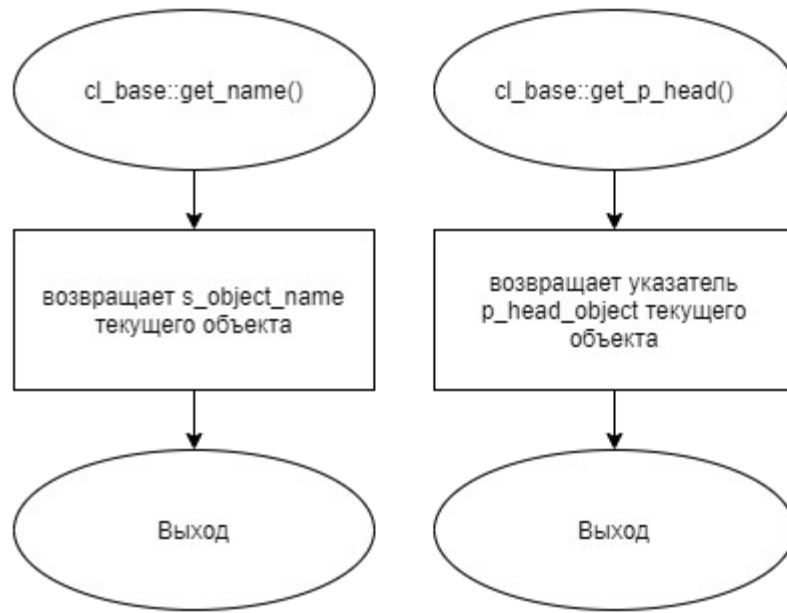 cl_base::get_name()
возвращает s_object_name
текущего объекта
Выход
cl_base::get_p_head()
возвращает указатель
p_head_object текущего
объекта
Выход